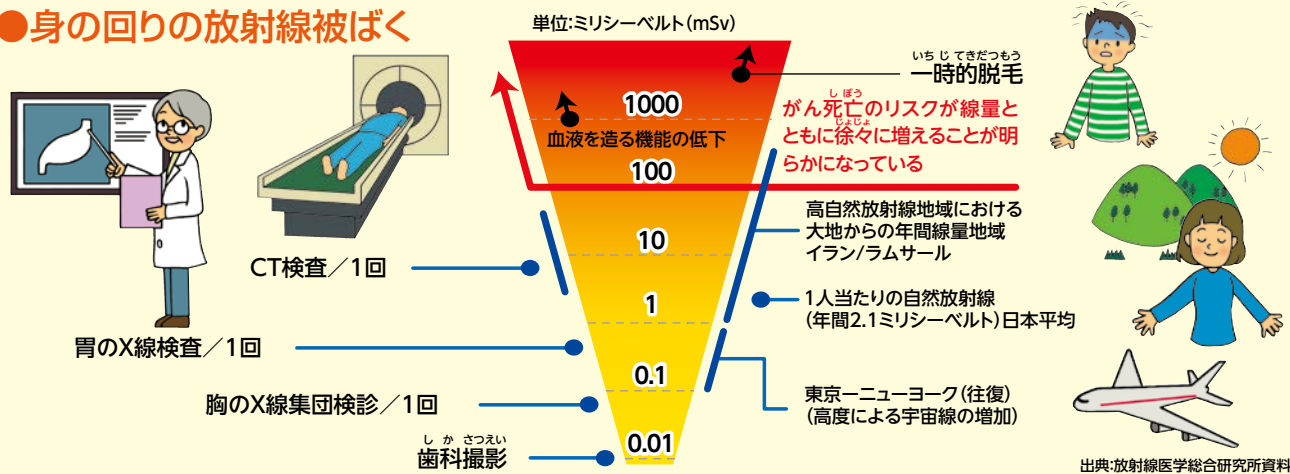 ●身の回りの放射線被ばく
単位:ミリシーベルト(mSv)
いちじてきだつもう
一時的脱毛
1000
血液を造る機能の低下
しぼう
がん死亡のリスクが線量と
じょじょ
ともに徐々に増えることが明
らかになっている
100
高自然放射線地域における
大地からの年間線量地域
イラン/ラムサール
10
CT検査/1回
1
1人当たりの自然放射線
(年間2.1ミリシーベルト)日本平均
胃のX線検査/1回
0.1
東京ーニューヨーク(往復)
(高度による宇宙線の増加)
胸のX線集団検診/1回
0.01
しかさつえい
歯科撮影
出典:放射線医学総合研究所資料